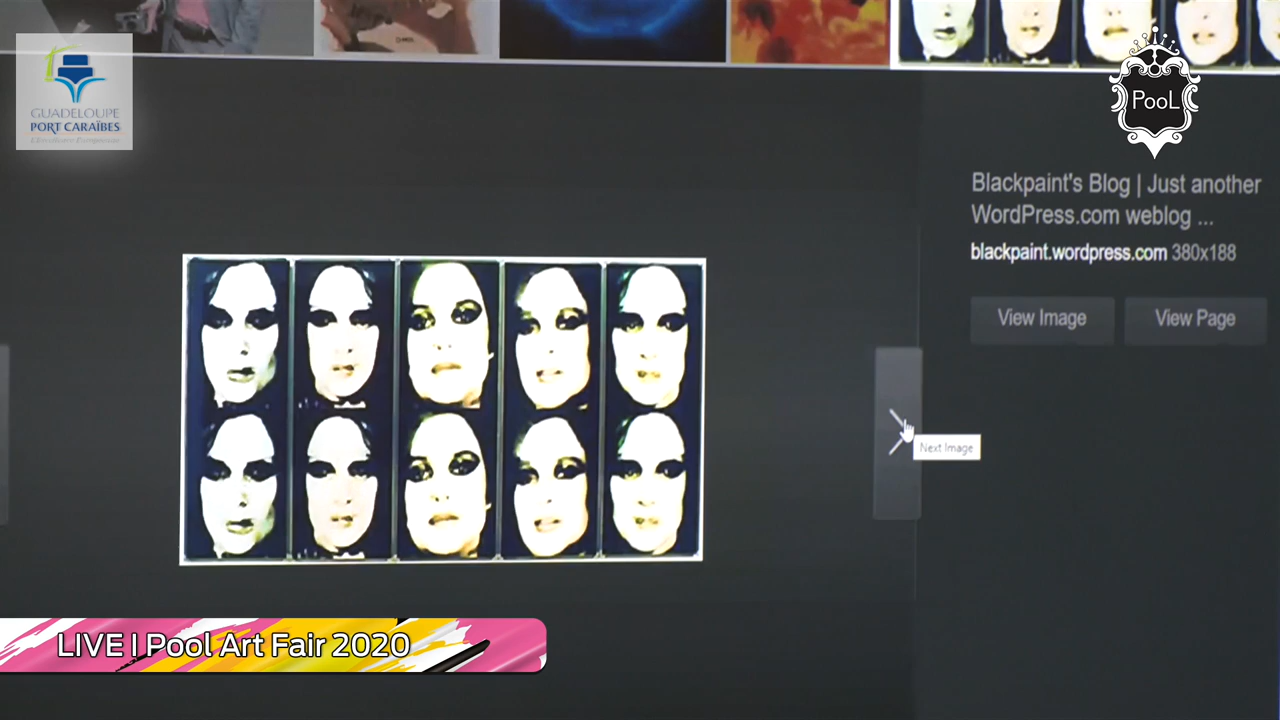 GUADELOUPE
PORT CARAÏBES
PooL
Blackpaint's Blog | Just another
WordPress.com weblog ...
blackpaint.wordpress.com 380x188
View Image
View Page
Next Image
LIVE I Pool Art Fair 2020